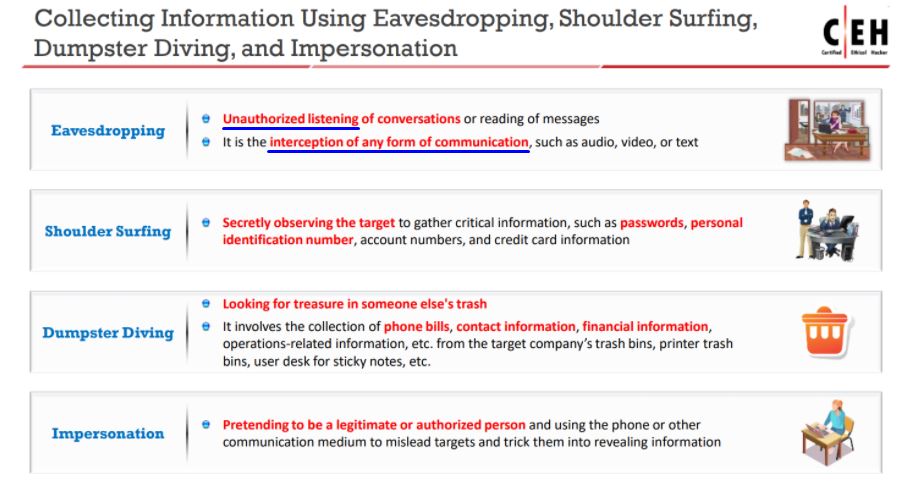 Collecting Information Using Eavesdropping, Shoulder Surfing,
Dumpster Diving, and Impersonation
C|EH
Certified Ethical Hacker
Eavesdropping
Unauthorized listening of conversations or reading of messages
It is the interception of any form of communication, such as audio, video, or text
Shoulder Surfing
Secretly observing the target to gather critical information, such as passwords, personal
identification number, account numbers, and credit card information
Dumpster Diving
Looking for treasure in someone else's trash
It involves the collection of phone bills, contact information, financial information,
operations-related information, etc. from the target company's trash bins, printer trash
bins, user desk for sticky notes, etc.
Impersonation
Pretending to be a legitimate or authorized person and using the phone or other
communication medium to mislead targets and trick them into revealing information